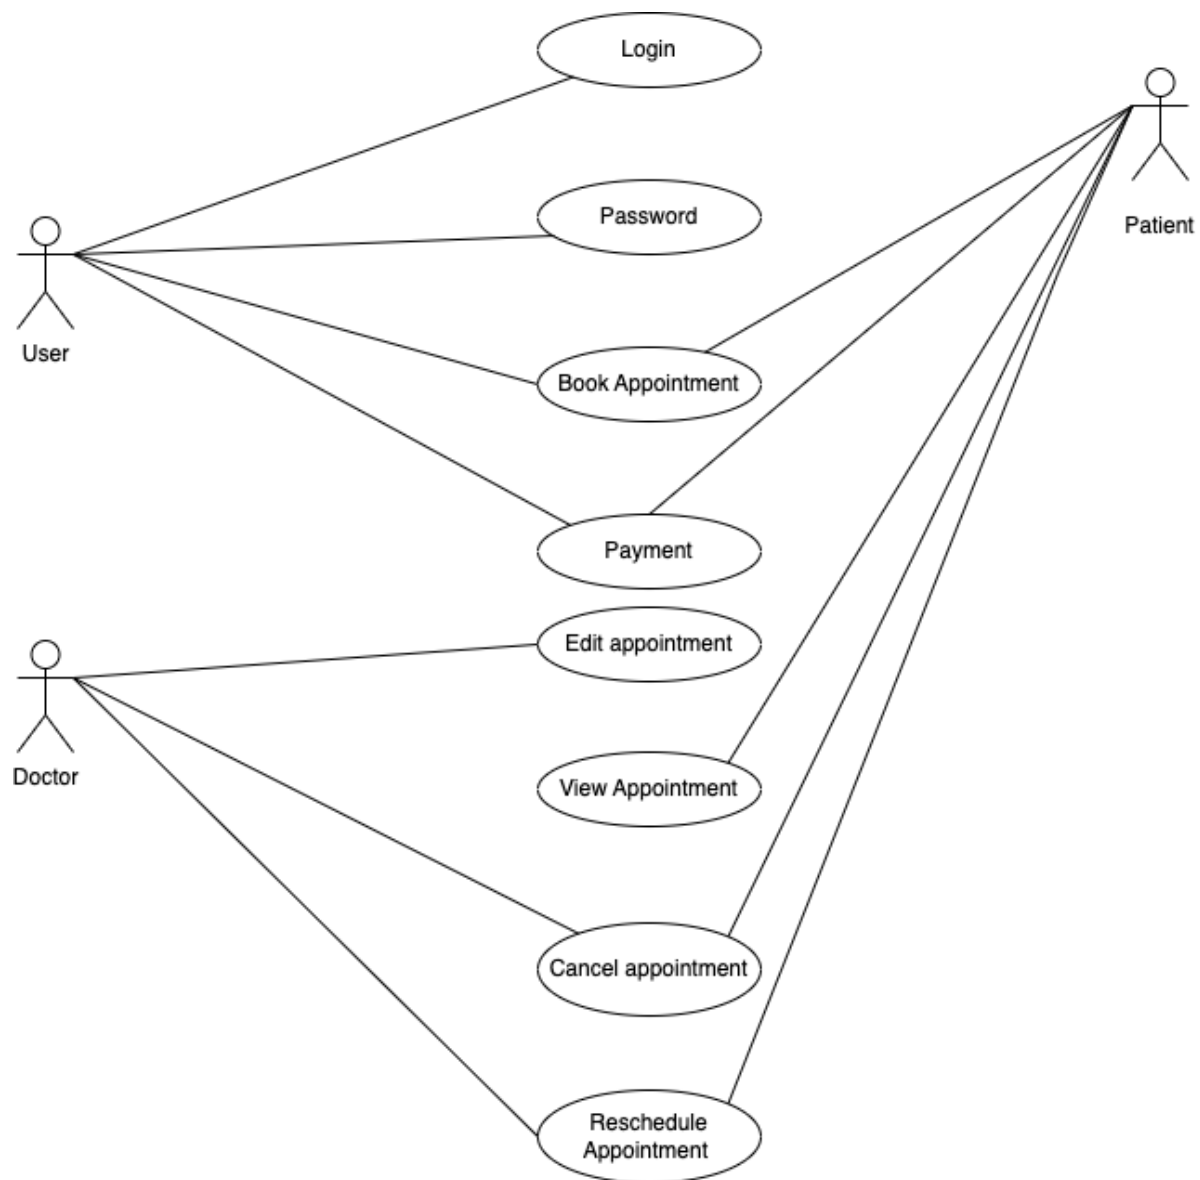 Login
Patient
Password
User
Book Appointment
Payment
Edit appointment
Doctor
View Appointment
Cancel appointment
Reschedule
Appointment